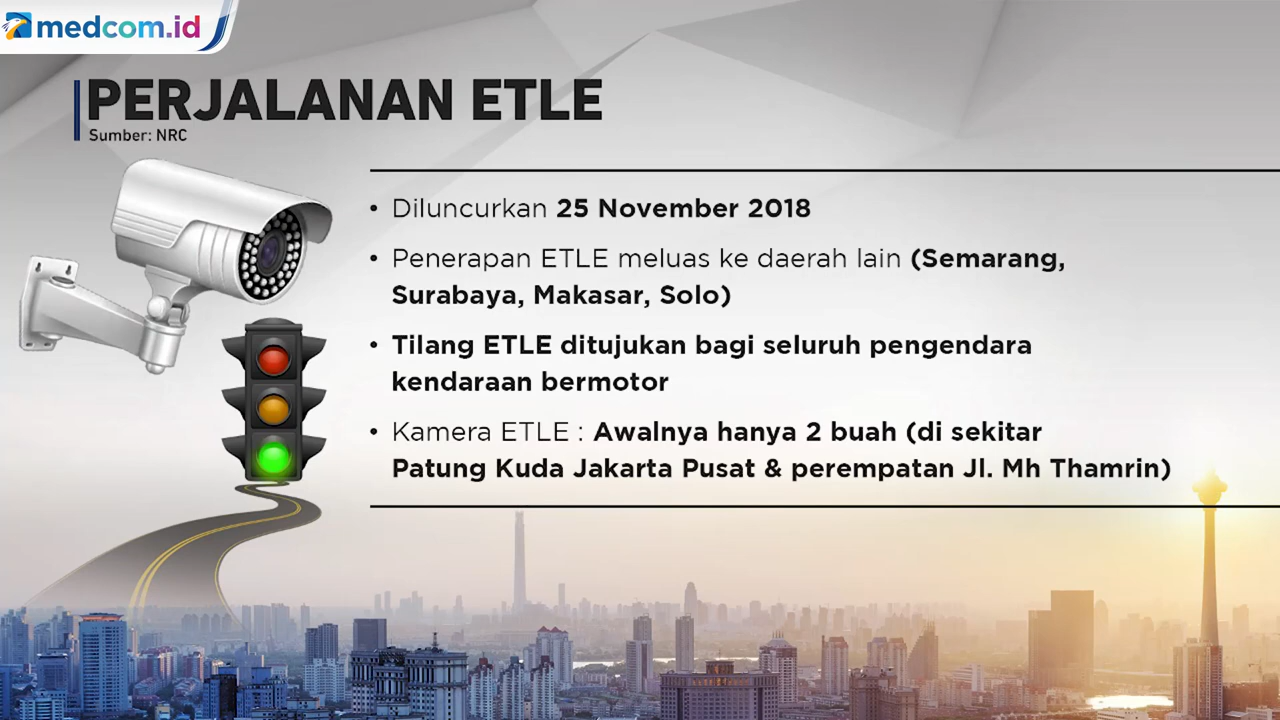 medcom.id
PERJALANAN ETLE
Sumber: NRC
• Diluncurkan 25 November 2018
• Penerapan ETLE meluas ke daerah lain (Semarang,
Surabaya, Makasar, Solo)
• Tilang ETLE ditujukan bagi seluruh pengendara
kendaraan bermotor
• Kamera ETLE : Awalnya hanya 2 buah (di sekitar
Patung Kuda Jakarta Pusat & perempatan Jl. Mh Thamrin)